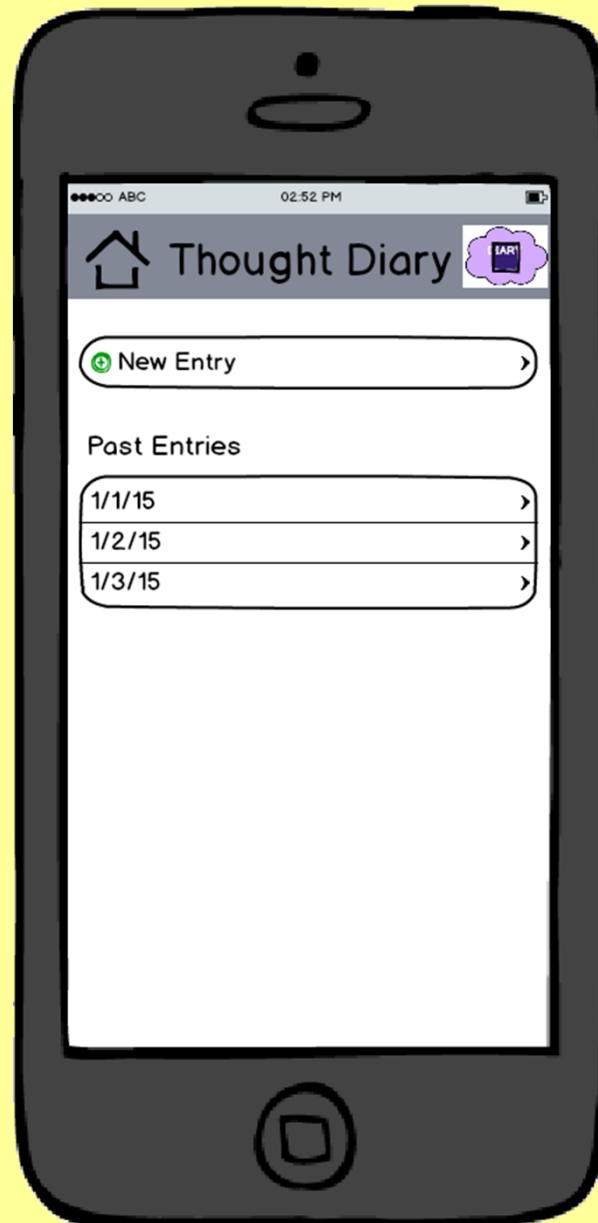 ABC 02:52 PM
Thought Diary
DIARY
New Entry
Past Entries
1/1/15
1/2/15
1/3/15